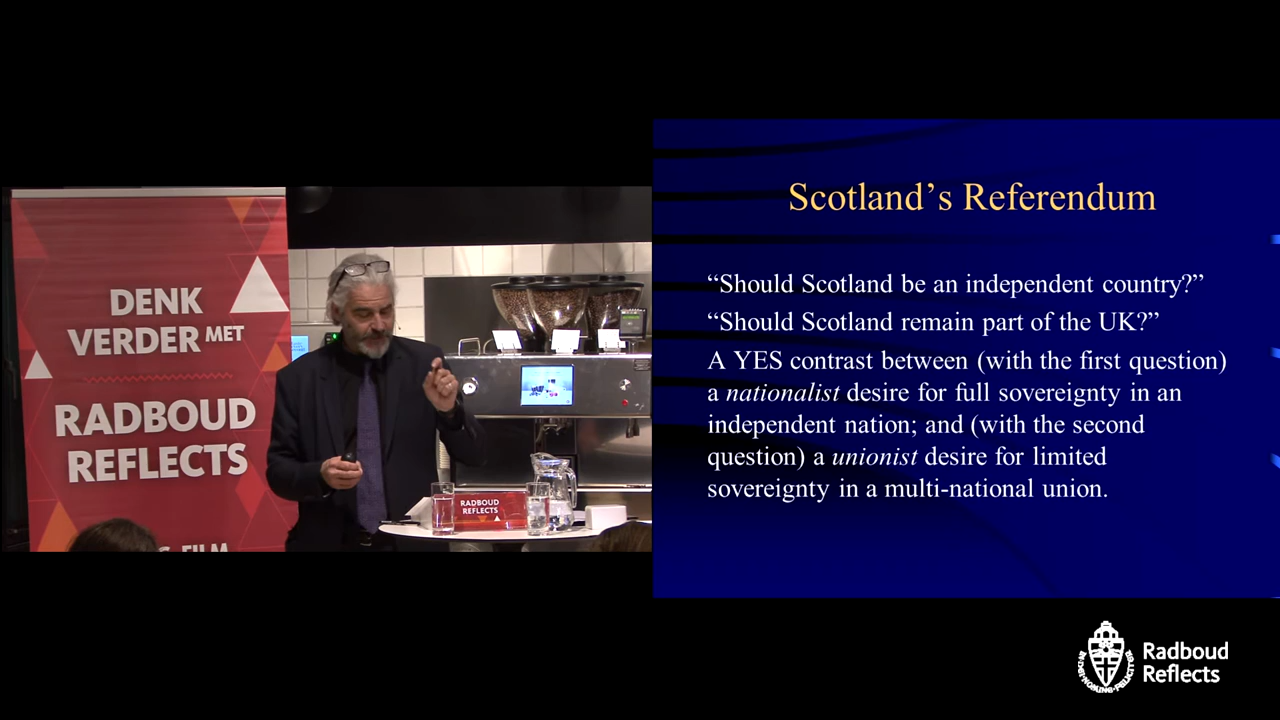 DENK
VERDER MET
RADBOUD
REFLECTS
RADBOUD
REFLECTS
Scotland’s Referendum
“Should Scotland be an independent country?”
“Should Scotland remain part of the UK?”
A YES contrast between (with the first question)
a nationalist desire for full sovereignty in an
independent nation; and (with the second
question) a unionist desire for limited
sovereignty in a multi-national union.
Radboud
Reflects